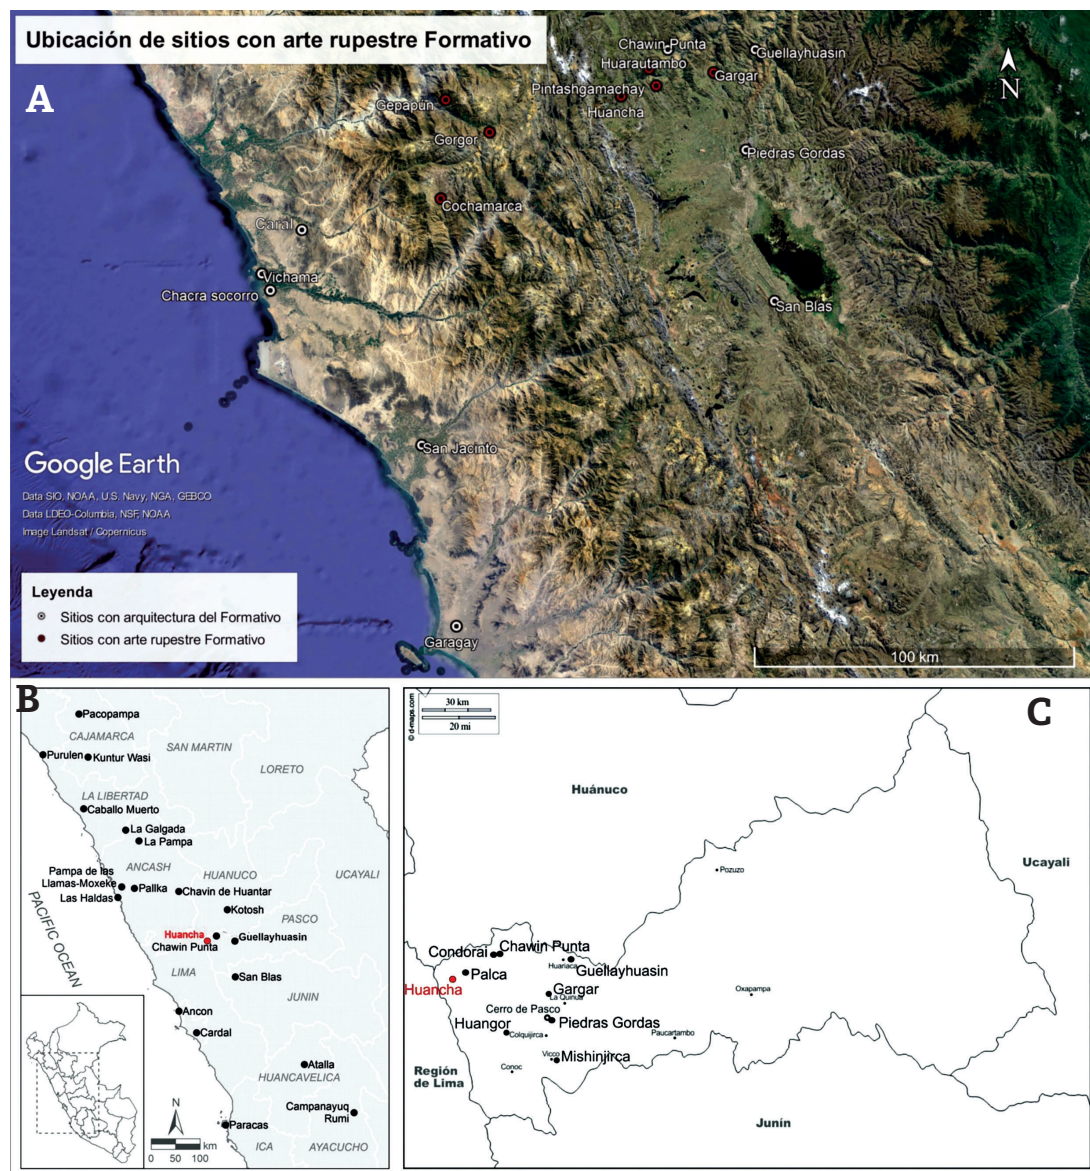 Ubicación de sitios con arte rupestre Formativo
A
N
Chawin Punta
Guellayhuasin
Huarautambo
Gargar
Pintashgamachay
Huancha
Gepapún
Gorgor
Piedras Gordas
Cochamarca
Caral
Vichama
Chacra socorro
San Blas
San Jacinto
Google Earth
Data SIO, NOAA, U.S. Navy, NGA, GEBCO
Data LDEO-Columbia, NSF, NOAA
Image Landsat / Copernicus
Leyenda
Sitios con arquitectura del Formativo
Sitios con arte rupestre Formativo
Garagay
100 km
B
Pacopampa
CAJAMARCA
SAN MARTIN
Purulen
Kuntur Wasi
LORETO
LA LIBERTAD
Caballo Muerto
La Galgada
La Pampa
ANCASH
Pampa de las
Llamas-Moxeke
Pallka
HUANUCO
UCAYALI
Las Haldas
Chavin de Huantar
Kotosh
PACIFIC OCEAN
PASCO
Huancha
Chawin Punta
Guellayhuasin
LIMA
San Blas
JUNIN
Ancon
Cardal
Atalla
HUANCAVELICA
Campanayuq
Rumi
Paracas
ICA
AYACUCHO
N
0 50 100
km
C
© d-maps.com
30 km
20 mi
Huánuco
Ucayali
Pozuzo
Condorai
Chawin Punta
Huariaca
Guellayhuasin
Palca
Huancha
Gargar
La Quinua
Oxapampa
Cerro de Pasco
Huangor
Piedras Gordas
Colquijirca
Paucartambo
Vicco
Mishinjirca
Conoc
Región
de Lima
Junín